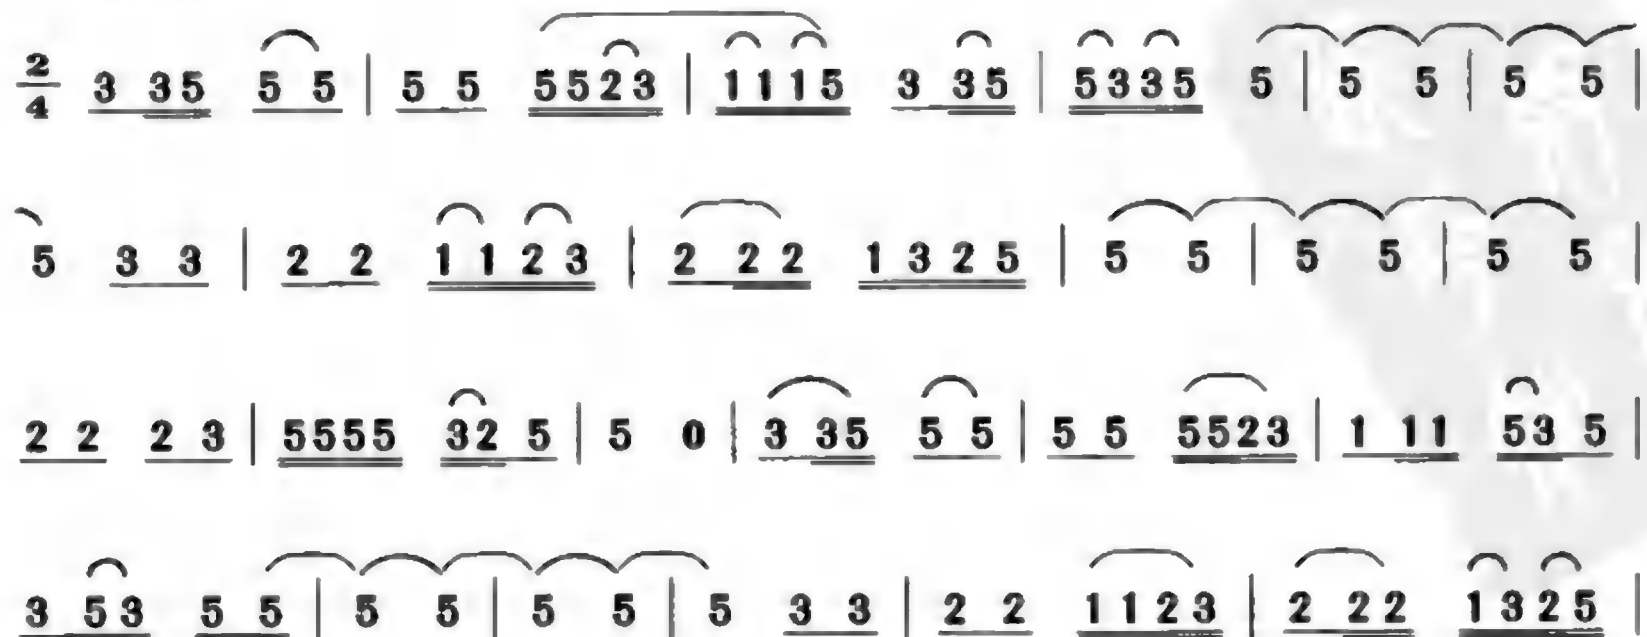 2/4 3 35 5 5 | 5 5 5523 | 1115 3 35 | 5335 5 | 5 5 | 5 5 |
5 3 3 | 2 2 1123 | 2 22 1325 | 5 5 | 5 5 | 5 5 |
2 2 2 3 | 5555 32 5 | 5 0 | 3 35 5 5 | 5 5 5523 | 1 11 53 5 |
3 53 5 5 | 5 5 | 5 5 | 5 3 3 | 2 2 1123 | 2 22 1325 |